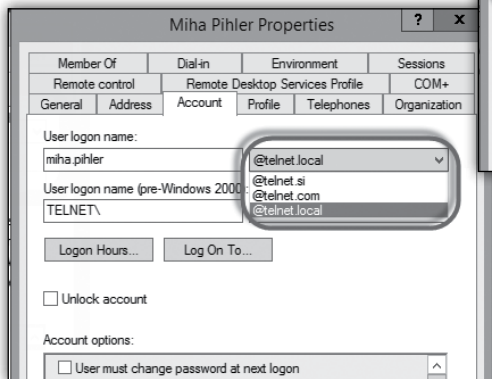 Miha Pihler Properties ? x
Member Of Dial-in Environment Sessions
Remote control Remote Desktop Services Profile COM+
General Address Account Profile Telephones Organization
User logon name:
miha.pihler @telnet.local
@telnet.si
User logon name (pre-Windows 2000 :
@telnet.com
TELNET\ @telnet.local
Logon Hours... Log On To...
Unlock account
Account options:
User must change password at next logon